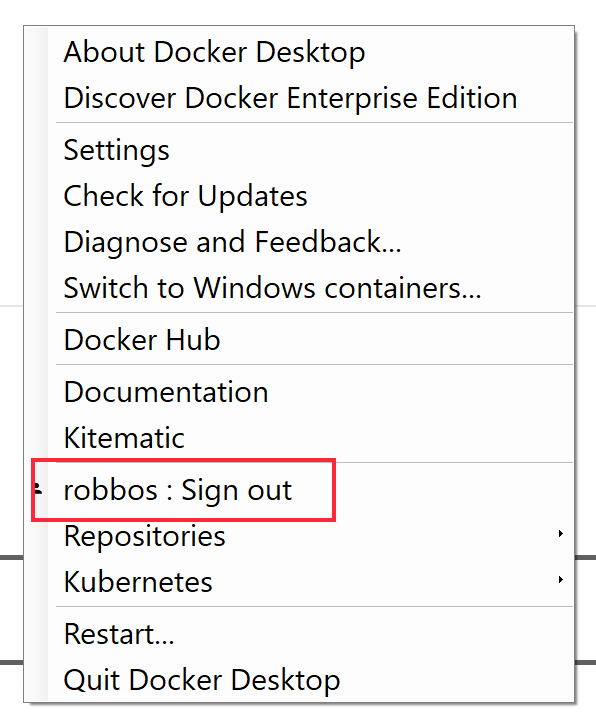 About Docker Desktop
Discover Docker Enterprise Edition
Settings
Check for Updates
Diagnose and Feedback...
Switch to Windows containers...
Docker Hub
Documentation
Kitematic
robbos : Sign out
Repositories
Kubernetes
Restart...
Quit Docker Desktop